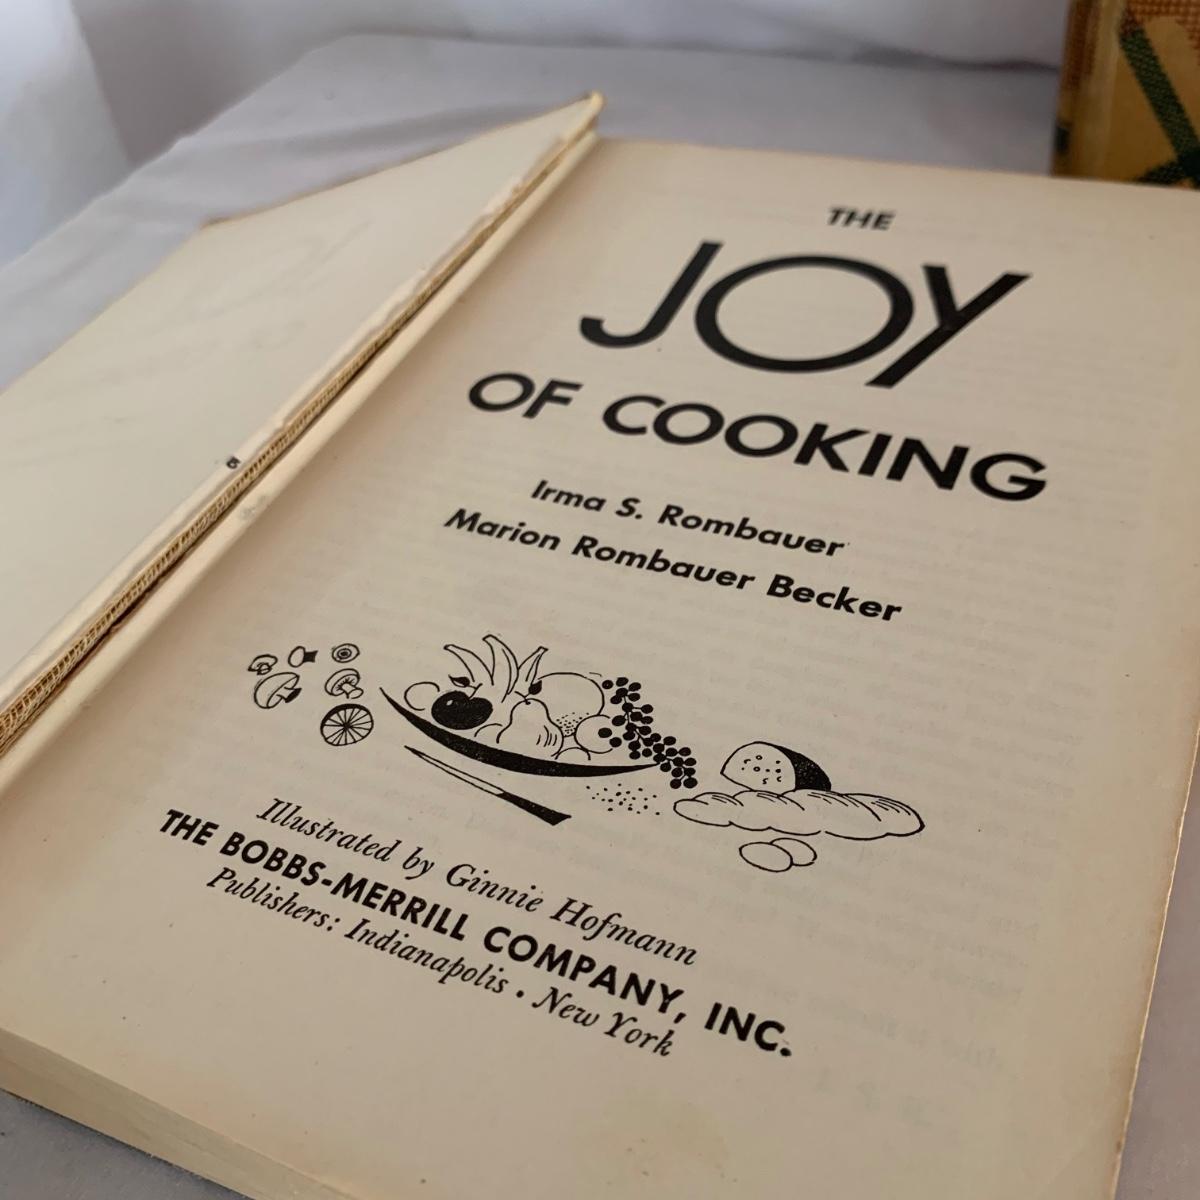 THE
JOY
OF COOKING
Irma S. Rombauer
Marion Rombauer Becker
Illustrated by Ginnie Hofmann
THE BOBBS-MERRILL COMPANY, INC.
Publishers: Indianapolis • New York